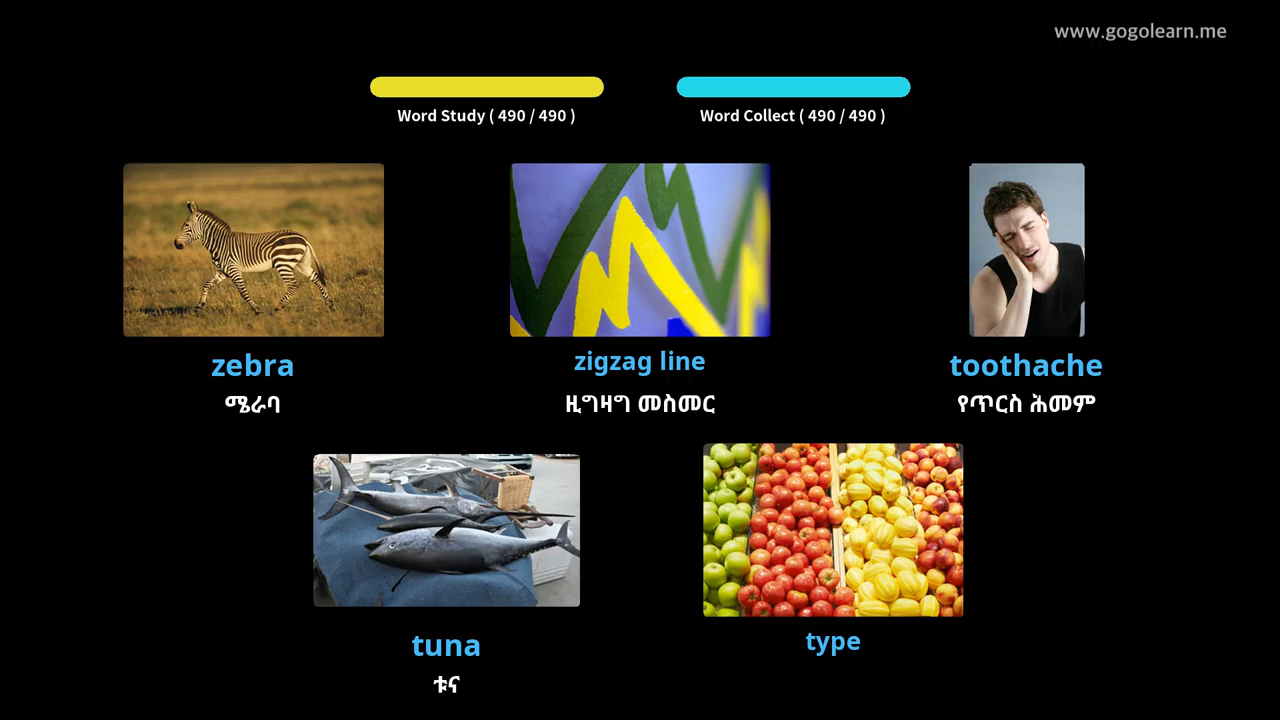 www.gogolearn.me
Word Study ( 490 / 490 )
Word Collect ( 490 / 490 )
zebra
ሜራባ
zigzag line
ዚግዛግ መስመር
toothache
የጥርስ ሕመም
tuna
ቱና
type